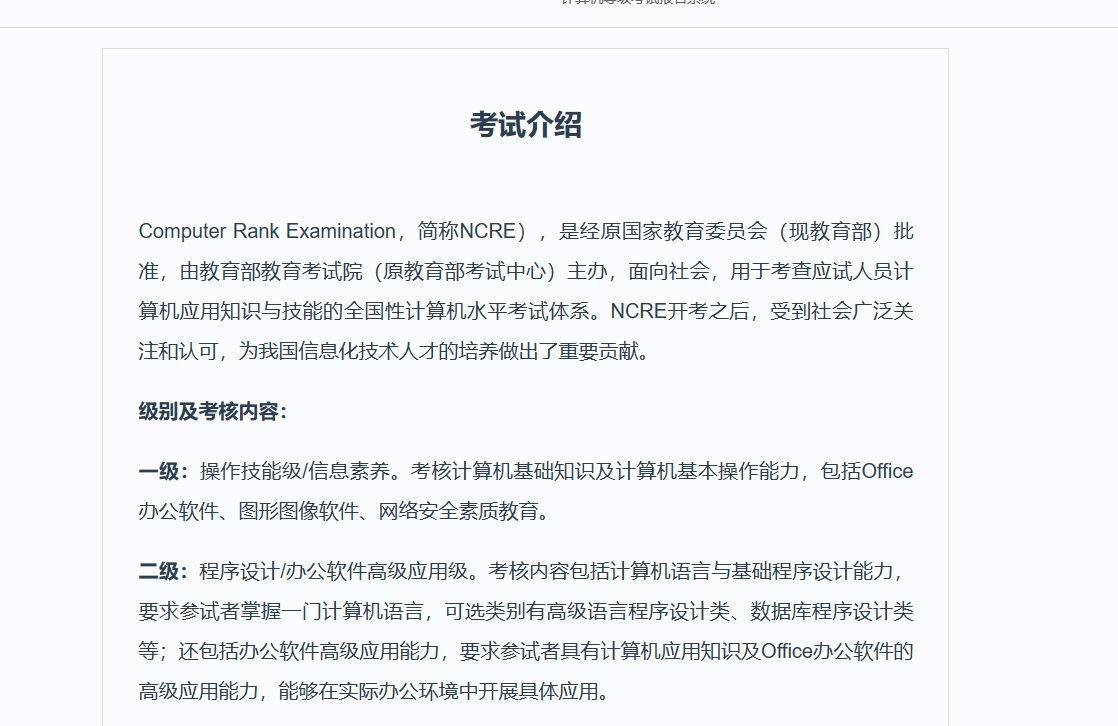 考试介绍
Computer Rank Examination，简称NCRE），是经原国家教育委员会（现教育部）批
准，由教育部教育考试院（原教育部考试中心）主办，面向社会，用于考查应试人员计
算机应用知识与技能的全国性计算机水平考试体系。NCRE开考之后，受到社会广泛关
注和认可，为我国信息化技术人才的培养做出了重要贡献。
级别及考核内容：
一级：操作技能级/信息素养。考核计算机基础知识及计算机基本操作能力，包括Office
办公软件、图形图像软件、网络安全素质教育。
二级：程序设计/办公软件高级应用级。考核内容包括计算机语言与基础程序设计能力，
要求参试者掌握一门计算机语言，可选类别有高级语言程序设计类、数据库程序设计类
等；还包括办公软件高级应用能力，要求参试者具有计算机应用知识及Office办公软件的
高级应用能力，能够在实际办公环境中开展具体应用。